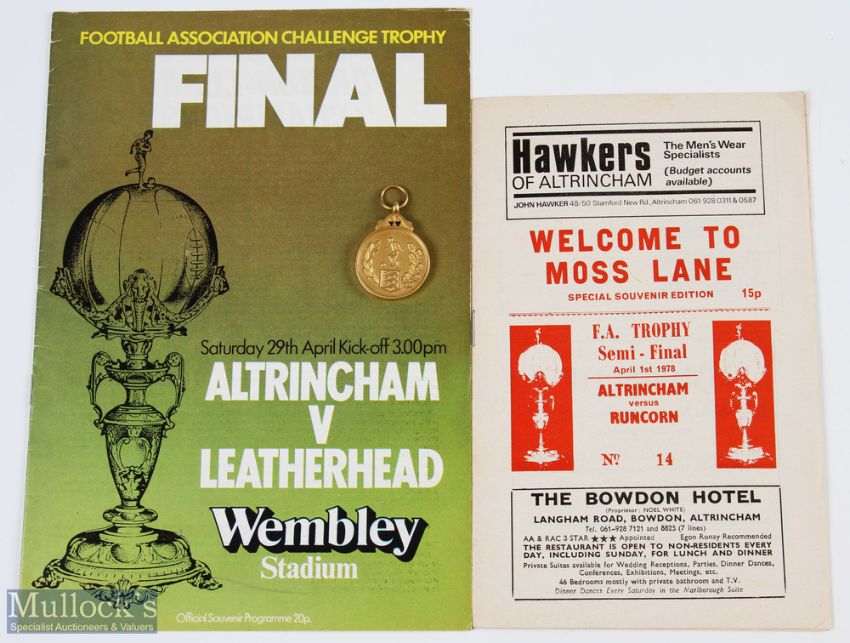 FOOTBALL ASSOCIATION CHALLENGE TROPHY
FINAL
Saturday 29th April Kick-off 3.00pm
ALTRINCHAM
V
LEATHERHEAD
Wembley
Stadium
Official Souvenir Programme 20p.
Mullock's
Specialist Auctioneers & Valuers
Hawkers
OF ALTRINCHAM
The Men's Wear
Specialists
(Budget accounts
available)
JOHN HAWKER 48/50 Stamford New Rd., Altrincham 061 928 0311 & 0587
WELCOME TO
MOSS LANE
SPECIAL SOUVENIR EDITION 15p
F.A. TROPHY
Semi - Final
April 1st 1978
ALTRINCHAM
versus
RUNCORN
No. 14
THE BOWDON HOTEL
(Proprietor: NOEL WHITE)
LANGHAM ROAD, BOWDON, ALTRINCHAM
Tel. 061-928 7121 and 8825 (7 lines)
AA & RAC 3 STAR ★★★ Appointed Egon Ronay Recommended
THE RESTAURANT IS OPEN TO NON-RESIDENTS EVERY
DAY, INCLUDING SUNDAY, FOR LUNCH AND DINNER
Private Suites available for Wedding Receptions, Parties, Dinner Dances,
Conferences, Exhibitions, Meetings, etc.
46 Bedrooms mostly with private bathroom and T.V.
Dinner Dances Every Saturday in the Marlborough Suite